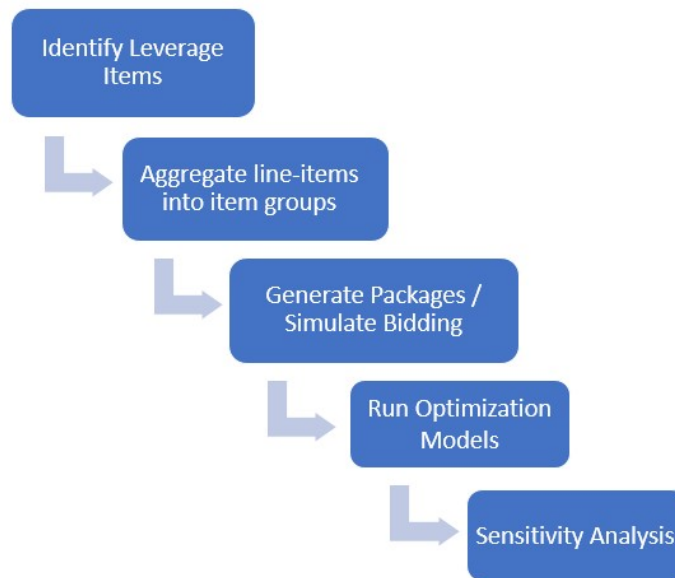 Identify Leverage
Items
Aggregate line-items
into item groups
Generate Packages /
Simulate Bidding
Run Optimization
Models
Sensitivity Analysis